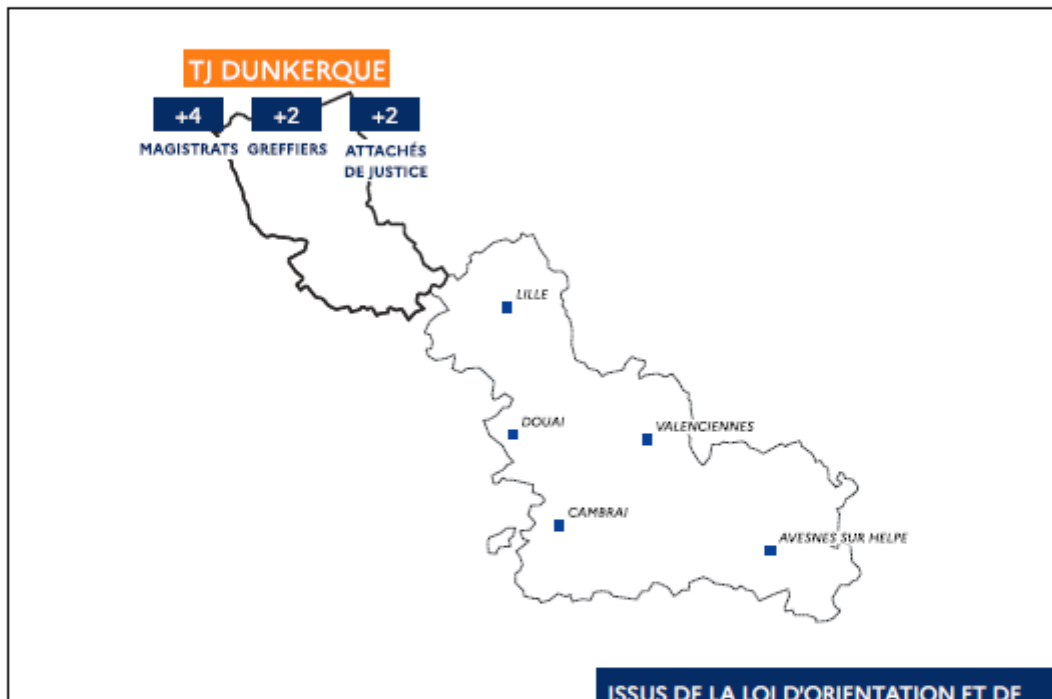 TJ DUNKERQUE
+4 +2 +2
MAGISTRATS GREFFIERS ATTACHÉS
DE JUSTICE
LILLE
DOUAI
VALENCIENNES
CAMBRAI
AVESNES SUR HELPE
ISSUS DE LA LOI D'ORIENTATION ET DE